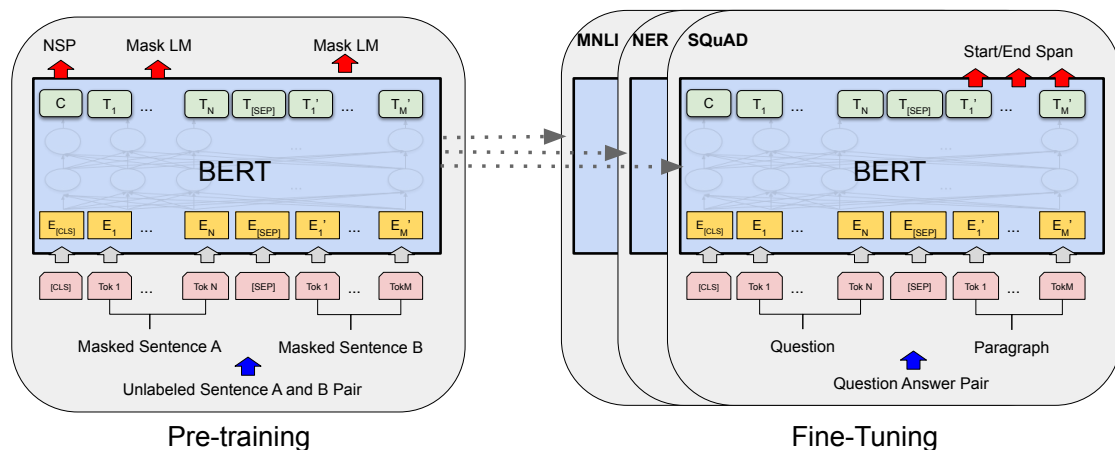 NSP Mask LM Mask LM
C T1 ... TN T[SEP] T1' ... TM'
...
BERT
...
E[CLS] E1 ... EN E[SEP] E1' ... EM'
[CLS] Tok 1 ... Tok N [SEP] Tok 1 ... TokM
Masked Sentence A Masked Sentence B
Unlabeled Sentence A and B Pair
Pre-training
MNLI NER SQuAD
Start/End Span
C T1 ... TN T[SEP] T1' ... TM'
...
BERT
...
E[CLS] E1 ... EN E[SEP] E1' ... EM'
[CLS] Tok 1 ... Tok N [SEP] Tok 1 ... TokM
Question Paragraph
Question Answer Pair
Fine-Tuning